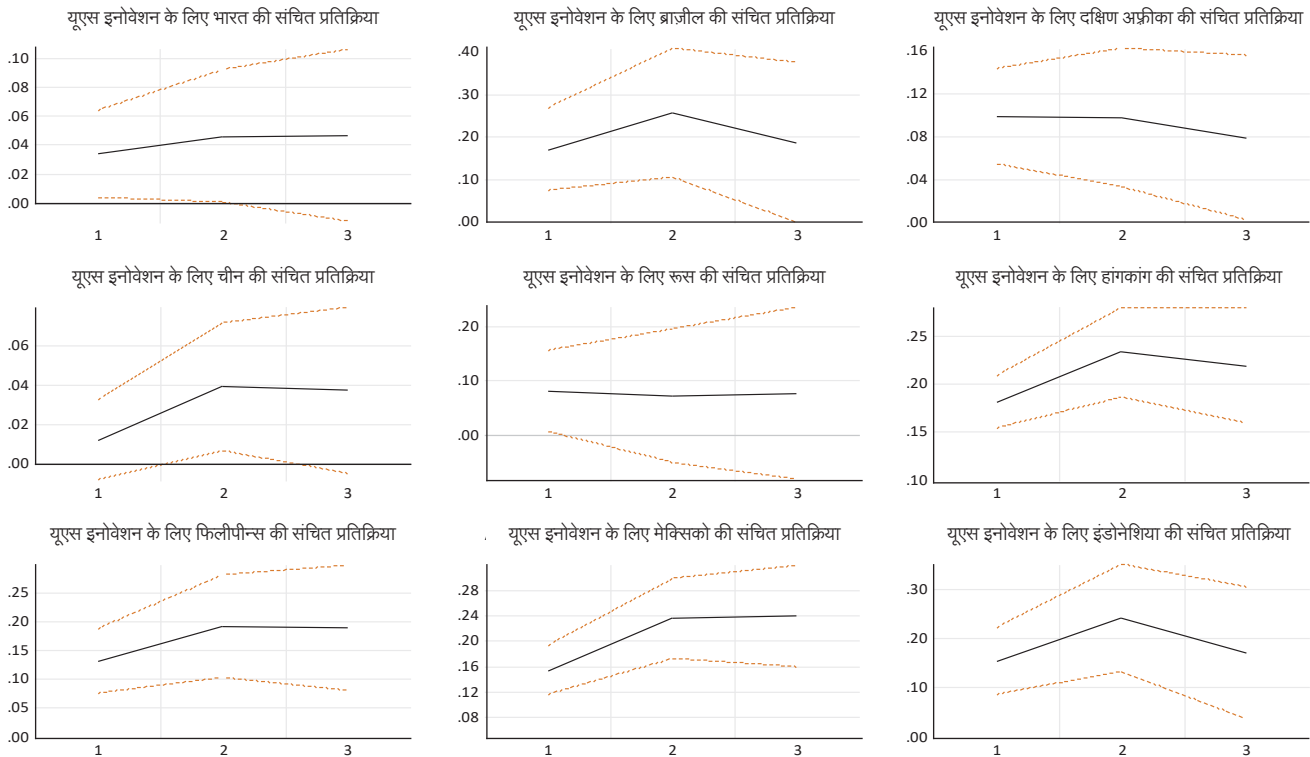 यूएस इनोवेशन के लिए भारत की संचित प्रतिक्रिया
.10
.08
.06
.04
.02
.00
1 2 3
यूएस इनोवेशन के लिए ब्राज़ील की संचित प्रतिक्रिया
.40
.30
.20
.10
.00
1 2 3
यूएस इनोवेशन के लिए दक्षिण अफ़्रीका की संचित प्रतिक्रिया
.16
.12
.08
.04
.00
1 2 3
यूएस इनोवेशन के लिए चीन की संचित प्रतिक्रिया
.06
.04
.02
.00
1 2 3
यूएस इनोवेशन के लिए रूस की संचित प्रतिक्रिया
.20
.10
.00
1 2 3
यूएस इनोवेशन के लिए हांगकांग की संचित प्रतिक्रिया
.25
.20
.15
.10
1 2 3
यूएस इनोवेशन के लिए फिलीपीन्स की संचित प्रतिक्रिया
.25
.20
.15
.10
.05
.00
1 2 3
यूएस इनोवेशन के लिए मेक्सिको की संचित प्रतिक्रिया
.28
.24
.20
.16
.12
.08
1 2 3
यूएस इनोवेशन के लिए इंडोनेशिया की संचित प्रतिक्रिया
.30
.20
.10
.00
1 2 3